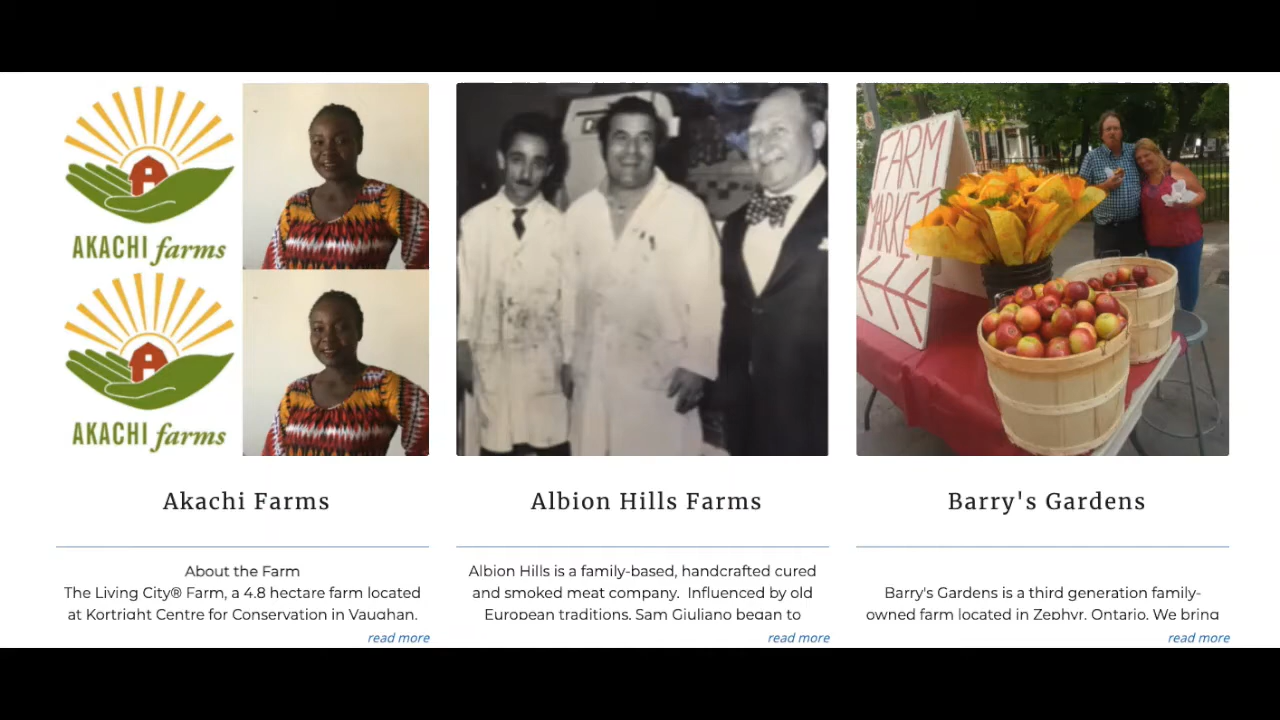 AKACHI farms
AKACHI farms
FARM
MARKET
Akachi Farms
About the Farm
The Living City® Farm, a 4.8 hectare farm located
at Kortright Centre for Conservation in Vaughan.
read more
Albion Hills Farms
Albion Hills is a family-based, handcrafted cured
and smoked meat company.  Influenced by old
European traditions, Sam Giuliano began to
read more
Barry's Gardens
Barry's Gardens is a third generation family-
owned farm located in Zephyr, Ontario. We bring
read more